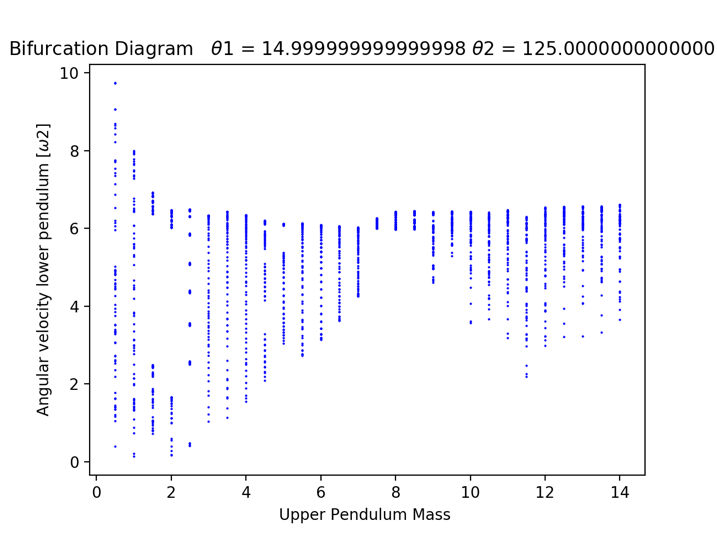 Bifurcation Diagram θ1 = 14.999999999999998 θ2 = 125.0000000000000
10
8
6
4
2
0
Angular velocity lower pendulum [ω2]
0 2 4 6 8 10 12 14
Upper Pendulum Mass